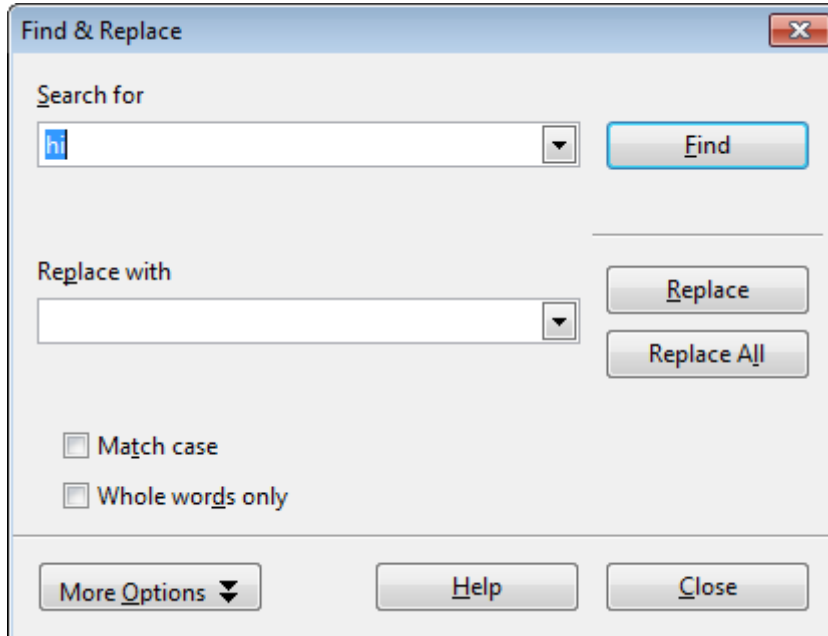 Find & Replace
Search for
hi
Find
Replace with
Replace
Replace All
Match case
Whole words only
More Options
Help
Close